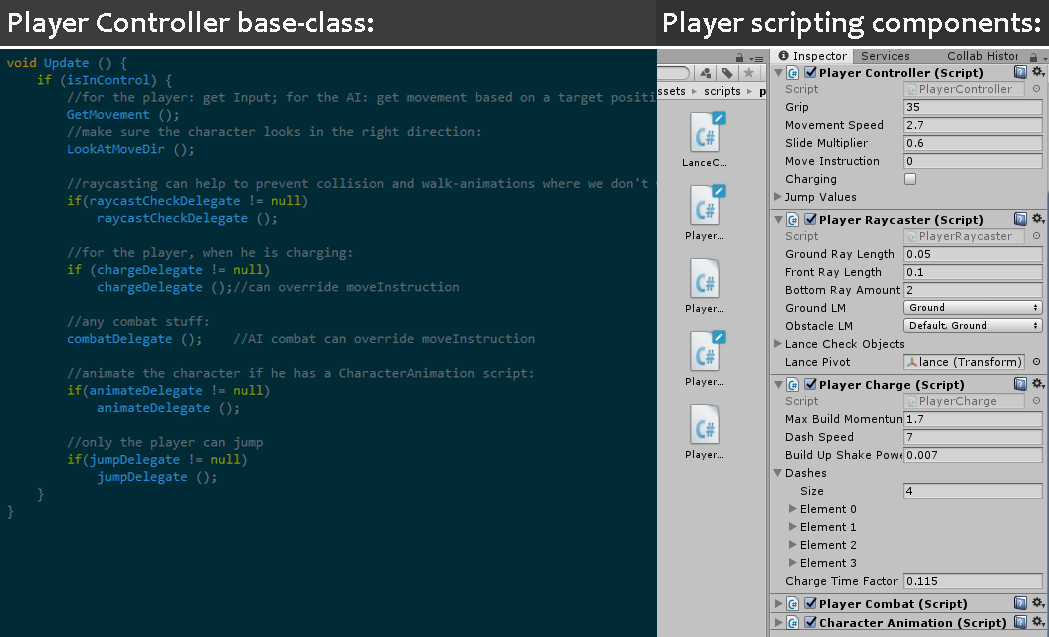 Player Controller base-class:
void Update () {
if (isInControl) {
//for the player: get Input; for the AI: get movement based on a target positi
GetMovement ();
//make sure the character looks in the right direction:
LookAtMoveDir ();
//raycasting can help to prevent collision and walk-animations where we don't
if(raycastCheckDelegate != null)
raycastCheckDelegate ();
//for the player, when he is charging:
if (chargeDelegate != null)
chargeDelegate ();//can override moveInstruction
//any combat stuff:
combatDelegate ();    //AI combat can override moveInstruction
//animate the character if he has a CharacterAnimation script:
if(animateDelegate != null)
animateDelegate ();
//only the player can jump
if(jumpDelegate != null)
jumpDelegate ();
}
}
Player scripting components:
ssets ▸ scripts ▸ p
C#
LanceC...
C#
Player...
C#
Player...
C#
Player...
C#
Player...
Inspector Services Collab Histor
Player Controller (Script)
Script PlayerController
Grip 35
Movement Speed 2.7
Slide Multiplier 0.6
Move Instruction 0
Charging
Jump Values
Player Raycaster (Script)
Script PlayerRaycaster
Ground Ray Length 0.05
Front Ray Length 0.1
Bottom Ray Amount 2
Ground LM Ground
Obstacle LM Default, Ground
Lance Check Objects
Lance Pivot lance (Transform)
Player Charge (Script)
Script PlayerCharge
Max Build Momentun 1.7
Dash Speed 7
Build Up Shake Powe 0.007
Dashes
Size 4
Element 0
Element 1
Element 2
Element 3
Charge Time Factor 0.115
Player Combat (Script)
Character Animation (Script)